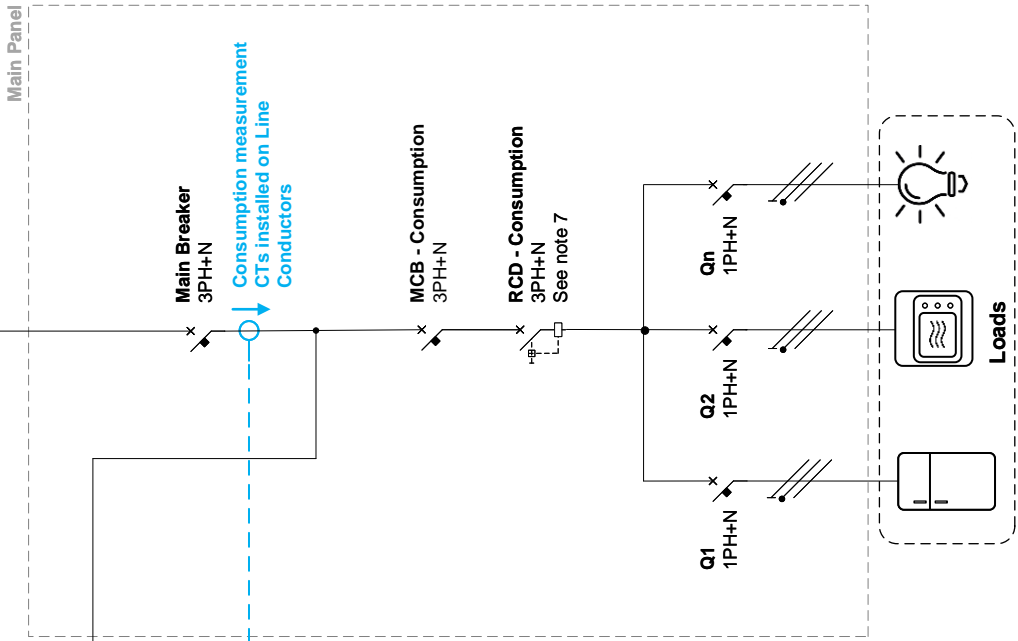 Main Panel
Main Breaker
3PH+N
Consumption measurement
CTs installed on Line
Conductors
MCB - Consumption
3PH+N
RCD - Consumption
3PH+N
See note 7
Qn
1PH+N
Q2
1PH+N
Q1
1PH+N
Loads